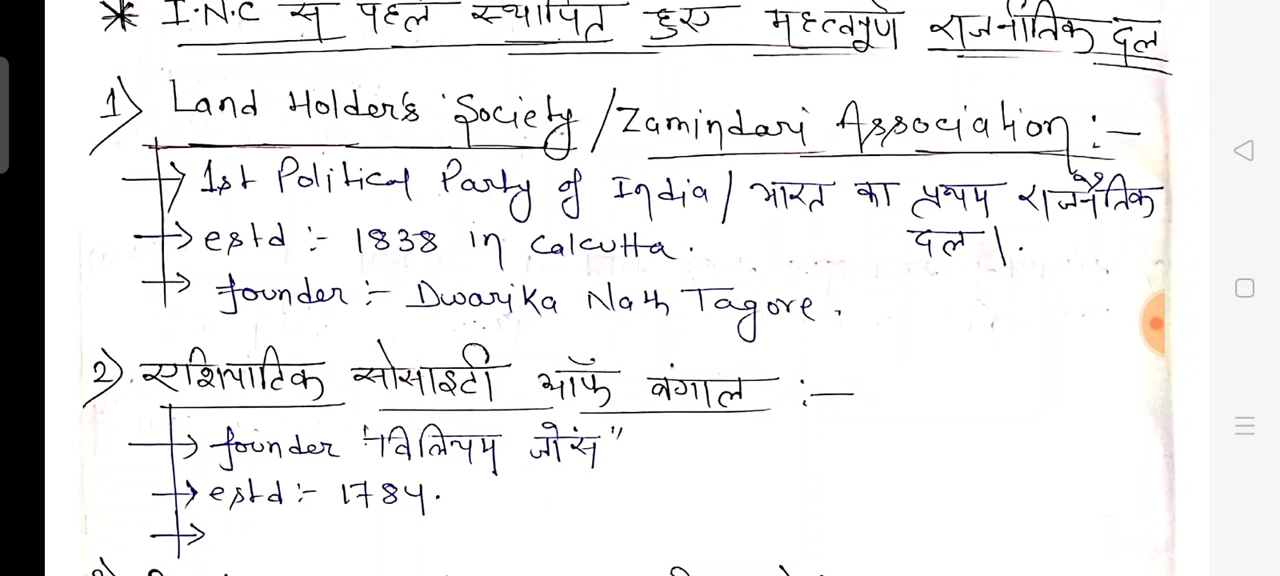 * I.N.C से पहले स्थापित हुए महत्वपूर्ण राजनीतिक दल
1) Land Holder's Society / Zamindari Association :-
→ 1st Political Party of India / भारत का प्रथम राजनैतिक दल।.
→ estd :- 1838 in Calcutta.
→ founder :- Dwarika Nath Tagore.
2). एशियाटिक सोसाइटी ऑफ बंगाल :-
→ founder "विलियम जोंस"
→ estd :- 1784.
→